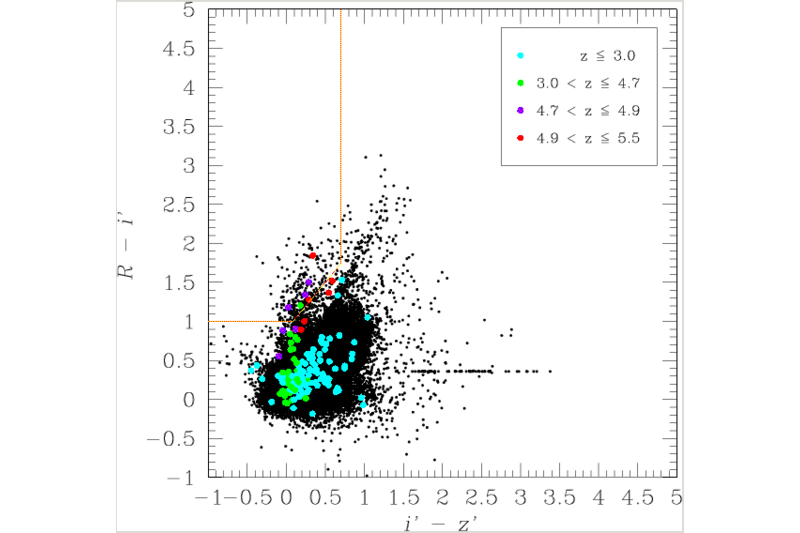 5
4.5
4
3.5
3
2.5
2
1.5
1
0.5
0
−0.5
−1
R − i'
z ≦ 3.0
3.0 < z ≦ 4.7
4.7 < z ≦ 4.9
4.9 < z ≦ 5.5
−1 −0.5 0 0.5 1 1.5 2 2.5 3 3.5 4 4.5 5
i' − z'